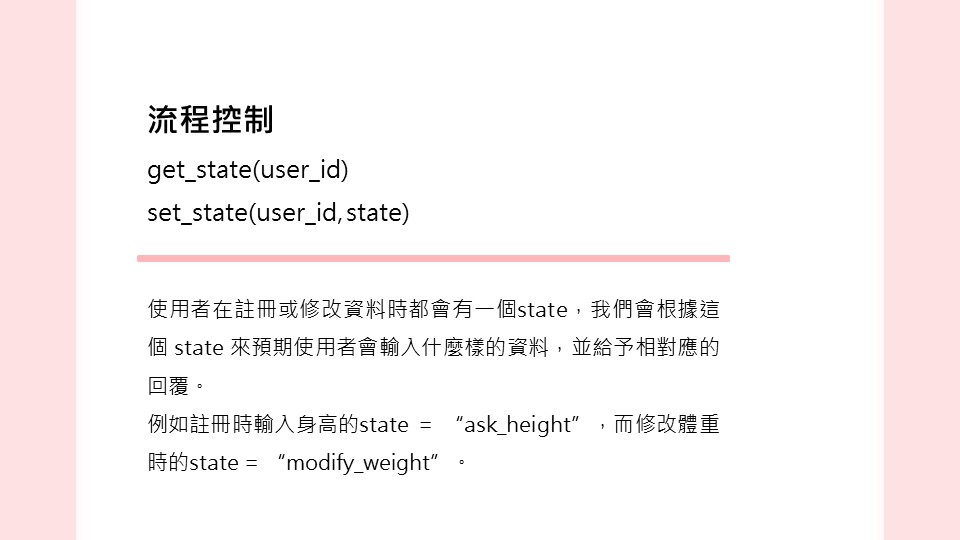 流程控制
get_state(user_id)
set_state(user_id, state)
使用者在註冊或修改資料時都會有一個state，我們會根據這
個 state 來預期使用者會輸入什麼樣的資料，並給予相對應的
回覆。
例如註冊時輸入身高的state = “ask_height”，而修改體重
時的state = “modify_weight”。